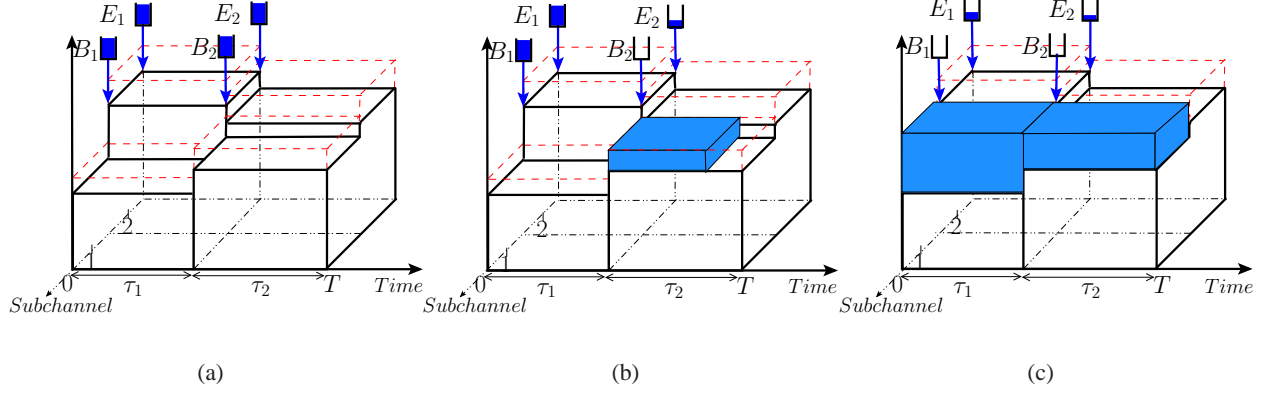 E₁ E₂ E₁ E₂ E₁ E₂
B₁ B₂ B₁ B₂ B₁ B₂
2 2 2
1 1 1
0 τ₁ τ₂ T Time 0 τ₁ τ₂ T Time 0 τ₁ τ₂ T Time
Subchannel Subchannel Subchannel
(a) (b) (c)